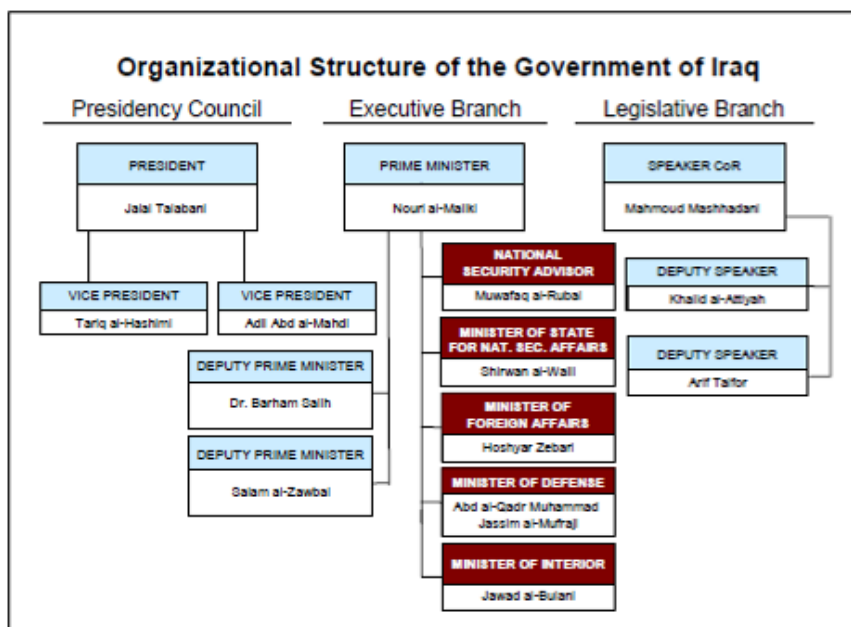 Organizational Structure of the Government of Iraq
Presidency Council
Executive Branch
Legislative Branch
PRESIDENT
Jalal Talabani
VICE PRESIDENT
Tariq al-Hashimi
VICE PRESIDENT
Adil Abd al-Mahdi
PRIME MINISTER
Nouri al-Maliki
DEPUTY PRIME MINISTER
Dr. Barham Salih
DEPUTY PRIME MINISTER
Salam al-Zawbai
NATIONAL
SECURITY ADVISOR
Muwafaq al-Rubai
MINISTER OF STATE
FOR NAT. SEC. AFFAIRS
Shirwan al-Waili
MINISTER OF
FOREIGN AFFAIRS
Hoshyar Zebari
MINISTER OF DEFENSE
Abd al-Qadr Muhammad
Jassim al-Mufraji
MINISTER OF INTERIOR
Jawad al-Bulani
SPEAKER CoR
Mahmoud Mashhadani
DEPUTY SPEAKER
Khalid al-Attiyah
DEPUTY SPEAKER
Arif Taifor